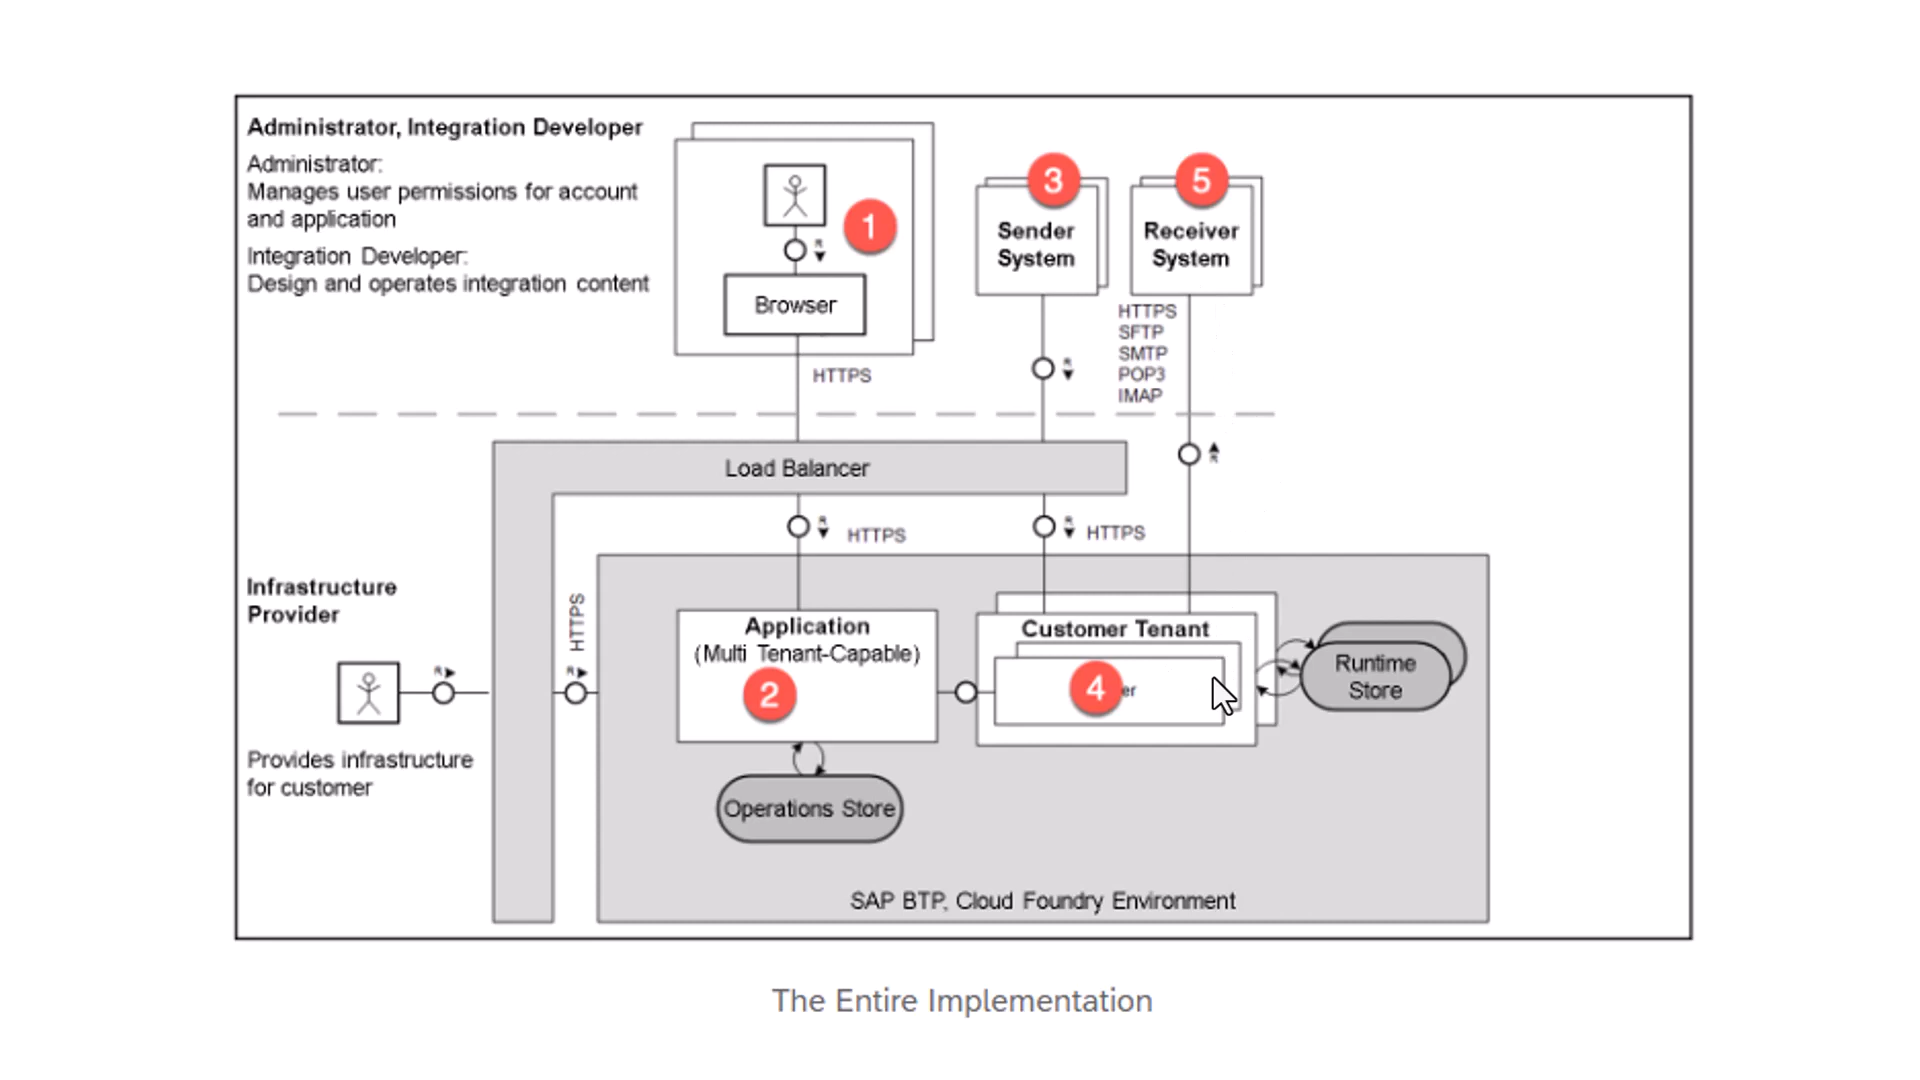 Administrator, Integration Developer
Administrator:
Manages user permissions for account
and application
Integration Developer:
Design and operates integration content
1
R
Browser
HTTPS
3
Sender
System
R
5
Receiver
System
HTTPS
SFTP
SMTP
POP3
IMAP
R
Load Balancer
R
HTTPS
R
HTTPS
Infrastructure
Provider
R
HTTPS
R
Provides infrastructure
for customer
Application
(Multi Tenant-Capable)
2
Customer Tenant
4
er
Runtime
Store
Operations Store
SAP BTP, Cloud Foundry Environment
The Entire Implementation